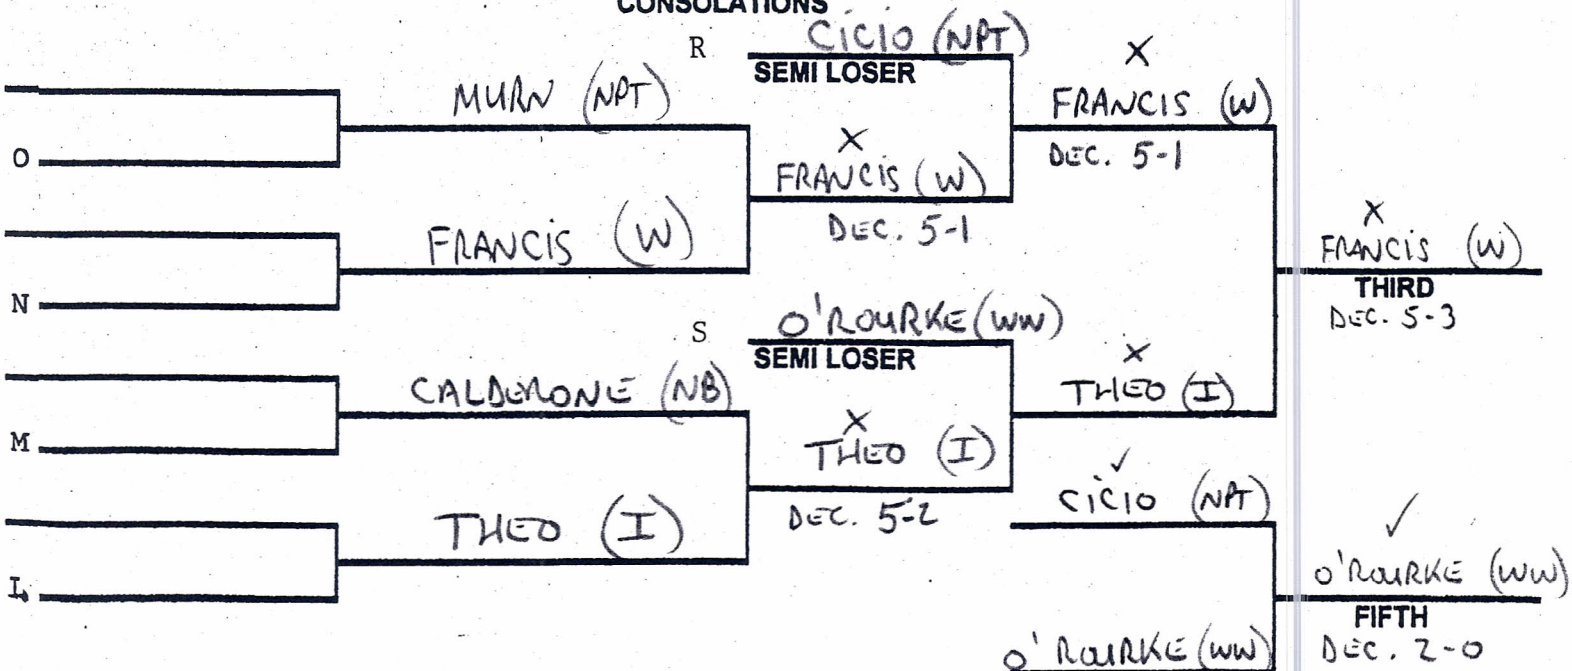 CONSOLATIONS
R CICIO (NPT)
SEMI LOSER
X
MURN (NPT)
FRANCIS (W)
DEC. 5-1
O
X
FRANCIS (W)
DEC. 5-1
FRANCIS (W)
X
FRANCIS (W)
THIRD
DEC. 5-3
N
S O'ROURKE (WW)
SEMI LOSER
X
THEO (I)
CALDERONE (NB)
M
X
THEO (I)
DEC. 5-2
✓
CICIO (NPT)
THEO (I)
L
✓
O'ROURKE (WW)
FIFTH
DEC. 2-0
O'ROURKE (WW)